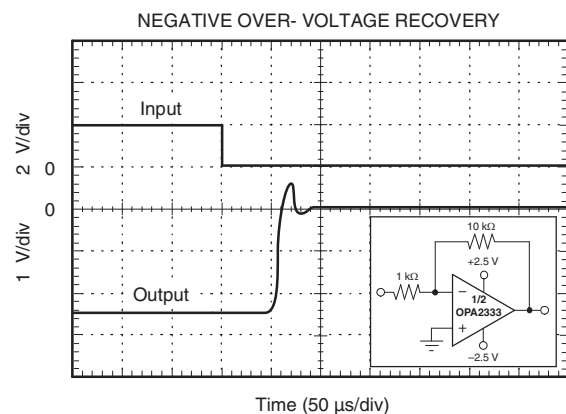 NEGATIVE OVER- VOLTAGE RECOVERY
Input
2 V/div
0
0
1 V/div
Output
10 kΩ
+2.5 V
1 kΩ
1/2
OPA2333
−2.5 V
Time (50 µs/div)